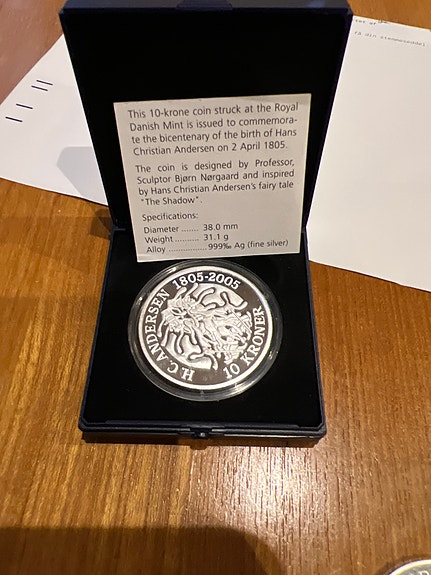 This 10-krone coin struck at the Royal
Danish Mint is issued to commemora-
te the bicentenary of the birth of Hans
Christian Andersen on 2 April 1805.
The coin is designed by Professor,
Sculptor Bjørn Nørgaard and inspired
by Hans Christian Andersen's fairy tale
"The Shadow".
Specifications:
Diameter ....... 38.0 mm
Weight .......... 31.1 g
Alloy ................ 999‰ Ag (fine silver)
H.C. ANDERSEN 1805-2005
10 KRONER
din stemmeseddel